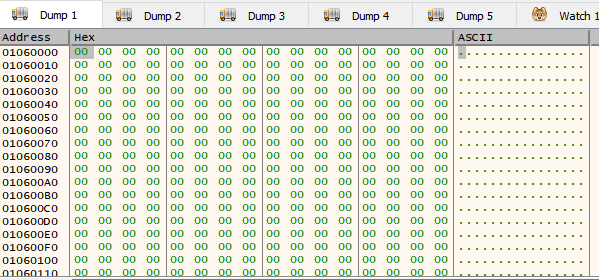 Dump 1 Dump 2 Dump 3 Dump 4 Dump 5 Watch 1
Address Hex ASCII
01060000 00 00 00 00 00 00 00 00 00 00 00 00 00 00 00 00 ................
01060010 00 00 00 00 00 00 00 00 00 00 00 00 00 00 00 00 ................
01060020 00 00 00 00 00 00 00 00 00 00 00 00 00 00 00 00 ................
01060030 00 00 00 00 00 00 00 00 00 00 00 00 00 00 00 00 ................
01060040 00 00 00 00 00 00 00 00 00 00 00 00 00 00 00 00 ................
01060050 00 00 00 00 00 00 00 00 00 00 00 00 00 00 00 00 ................
01060060 00 00 00 00 00 00 00 00 00 00 00 00 00 00 00 00 ................
01060070 00 00 00 00 00 00 00 00 00 00 00 00 00 00 00 00 ................
01060080 00 00 00 00 00 00 00 00 00 00 00 00 00 00 00 00 ................
01060090 00 00 00 00 00 00 00 00 00 00 00 00 00 00 00 00 ................
010600A0 00 00 00 00 00 00 00 00 00 00 00 00 00 00 00 00 ................
010600B0 00 00 00 00 00 00 00 00 00 00 00 00 00 00 00 00 ................
010600C0 00 00 00 00 00 00 00 00 00 00 00 00 00 00 00 00 ................
010600D0 00 00 00 00 00 00 00 00 00 00 00 00 00 00 00 00 ................
010600E0 00 00 00 00 00 00 00 00 00 00 00 00 00 00 00 00 ................
010600F0 00 00 00 00 00 00 00 00 00 00 00 00 00 00 00 00 ................
01060100 00 00 00 00 00 00 00 00 00 00 00 00 00 00 00 00 ................
01060110 00 00 00 00 00 00 00 00 00 00 00 00 00 00 00 00 ................